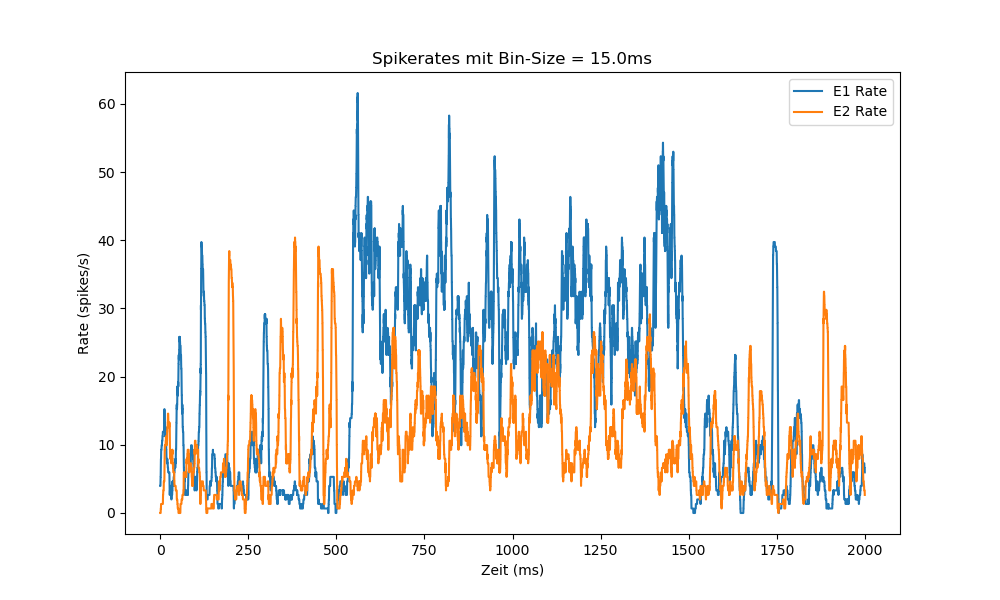 Spikerates mit Bin-Size = 15.0ms
E1 Rate
E2 Rate
Rate (spikes/s)
60
50
40
30
20
10
0
0 250 500 750 1000 1250 1500 1750 2000
Zeit (ms)